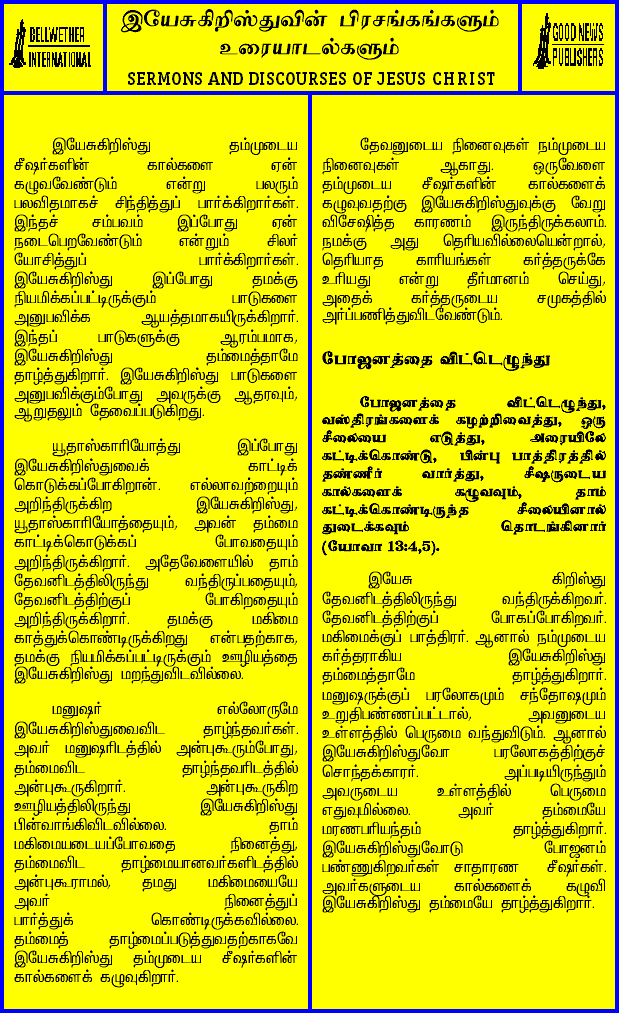 BELLWETHER
INTERNATIONAL
இயேசுகிறிஸ்துவின் பிரசங்கங்களும்
உரையாடல்களும்
SERMONS AND DISCOURSES OF JESUS CHRIST
GOOD NEWS
PUBLISHERS
இயேசுகிறிஸ்து தம்முடைய
சீஷர்களின் கால்களை ஏன்
கழுவவேண்டும் என்று பலரும்
பலவிதமாகச் சிந்தித்துப் பார்க்கிறார்கள்.
இந்தச் சம்பவம் இப்போது ஏன்
நடைபெறவேண்டும் என்றும் சிலர்
யோசித்துப் பார்க்கிறார்கள்.
இயேசுகிறிஸ்து இப்போது தமக்கு
நியமிக்கப்பட்டிருக்கும் பாடுகளை
அனுபவிக்க ஆயத்தமாகயிருக்கிறார்.
இந்தப் பாடுகளுக்கு ஆரம்பமாக,
இயேசுகிறிஸ்து தம்மைத்தாமே
தாழ்த்துகிறார். இயேசுகிறிஸ்து பாடுகளை
அனுபவிக்கும்போது அவருக்கு ஆதரவும்,
ஆறுதலும் தேவைப்படுகிறது.
யூதாஸ்காரியோத்து இப்போது
இயேசுகிறிஸ்துவைக் காட்டிக்
கொடுக்கப்போகிறான். எல்லாவற்றையும்
அறிந்திருக்கிற இயேசுகிறிஸ்து,
யூதாஸ்காரியோத்தையும், அவன் தம்மை
காட்டிக்கொடுக்கப் போவதையும்
அறிந்திருக்கிறார். அதேவேளையில் தாம்
தேவனிடத்திலிருந்து வந்திருப்பதையும்,
தேவனிடத்திற்குப் போகிறதையும்
அறிந்திருக்கிறார். தமக்கு மகிமை
காத்துக்கொண்டிருக்கிறது என்பதற்காக,
தமக்கு நியமிக்கப்பட்டிருக்கும் ஊழியத்தை
இயேசுகிறிஸ்து மறந்துவிடவில்லை.
மனுஷர் எல்லோருமே
இயேசுகிறிஸ்துவைவிட தாழ்ந்தவர்கள்.
அவர் மனுஷரிடத்தில் அன்புகூரும்போது,
தம்மைவிட தாழ்ந்தவரிடத்தில்
அன்புகூருகிறார். அன்புகூருகிற
ஊழியத்திலிருந்து இயேசுகிறிஸ்து
பின்வாங்கிவிடவில்லை. தாம்
மகிமையடையப்போவதை நினைத்து,
தம்மைவிட தாழ்மையானவர்களிடத்தில்
அன்புகூராமல், தமது மகிமையையே
அவர் நினைத்துப்
பார்த்துக் கொண்டிருக்கவில்லை.
தம்மைத் தாழ்மைப்படுத்துவதற்காகவே
இயேசுகிறிஸ்து தம்முடைய சீஷர்களின்
கால்களைக் கழுவுகிறார்.
தேவனுடைய நினைவுகள் நம்முடைய
நினைவுகள் ஆகாது. ஒருவேளை
தம்முடைய சீஷர்களின் கால்களைக்
கழுவுவதற்கு இயேசுகிறிஸ்துவுக்கு வேறு
விசேஷித்த காரணம் இருந்திருக்கலாம்.
நமக்கு அது தெரியவில்லையென்றால்,
தெரியாத காரியங்கள் கர்த்தருக்கே
உரியது என்று தீர்மானம் செய்து,
அதைக் கர்த்தருடைய சமுகத்தில்
அர்ப்பணித்துவிடவேண்டும்.
போஜனத்தை விட்டெழுந்து
போஜனத்தை விட்டெழுந்து,
வஸ்திரங்களைக் கழற்றிவைத்து, ஒரு
சீலையை எடுத்து, அரையிலே
கட்டிக்கொண்டு, பின்பு பாத்திரத்தில்
தண்ணீர் வார்த்து, சீஷருடைய
கால்களைக் கழுவவும், தாம்
கட்டிக்கொண்டிருந்த சீலையினால்
துடைக்கவும் தொடங்கினார்
(யோவா 13:4,5).
இயேசு கிறிஸ்து
தேவனிடத்திலிருந்து வந்திருக்கிறவர்.
தேவனிடத்திற்குப் போகப்போகிறவர்.
மகிமைக்குப் பாத்திரர். ஆனால் நம்முடைய
கர்த்தராகிய இயேசுகிறிஸ்து
தம்மைத்தாமே தாழ்த்துகிறார்.
மனுஷருக்குப் பரலோகமும் சந்தோஷமும்
உறுதிபண்ணப்பட்டால், அவனுடைய
உள்ளத்தில் பெருமை வந்துவிடும். ஆனால்
இயேசுகிறிஸ்துவோ பரலோகத்திற்குச்
சொந்தக்காரர். அப்படியிருந்தும்
அவருடைய உள்ளத்தில் பெருமை
எதுவுமில்லை. அவர் தம்மையே
மரணபரியந்தம் தாழ்த்துகிறார்.
இயேசுகிறிஸ்துவோடு போஜனம்
பண்ணுகிறவர்கள் சாதாரண சீஷர்கள்.
அவர்களுடைய கால்களைக் கழுவி
இயேசுகிறிஸ்து தம்மையே தாழ்த்துகிறார்.